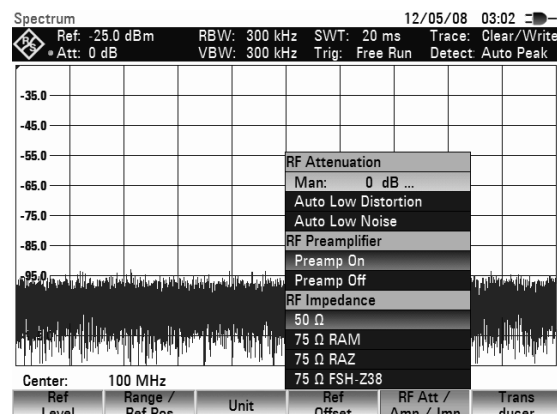 Spectrum 12/05/08 03:02
Ref: -25.0 dBm RBW: 300 kHz SWT: 20 ms Trace: Clear/Write
Att: 0 dB VBW: 300 kHz Trig: Free Run Detect: Auto Peak
-35.0
-45.0
-55.0
-65.0
-75.0
-85.0
-95.0
RF Attenuation
Man: 0 dB ...
Auto Low Distortion
Auto Low Noise
RF Preamplifier
Preamp On
Preamp Off
RF Impedance
50 Ω
75 Ω RAM
75 Ω RAZ
75 Ω FSH-Z38
Center: 100 MHz
Ref Level
Range / Ref Pos
Unit
Ref Offset
RF Att / Amp / Imp
Trans ducer